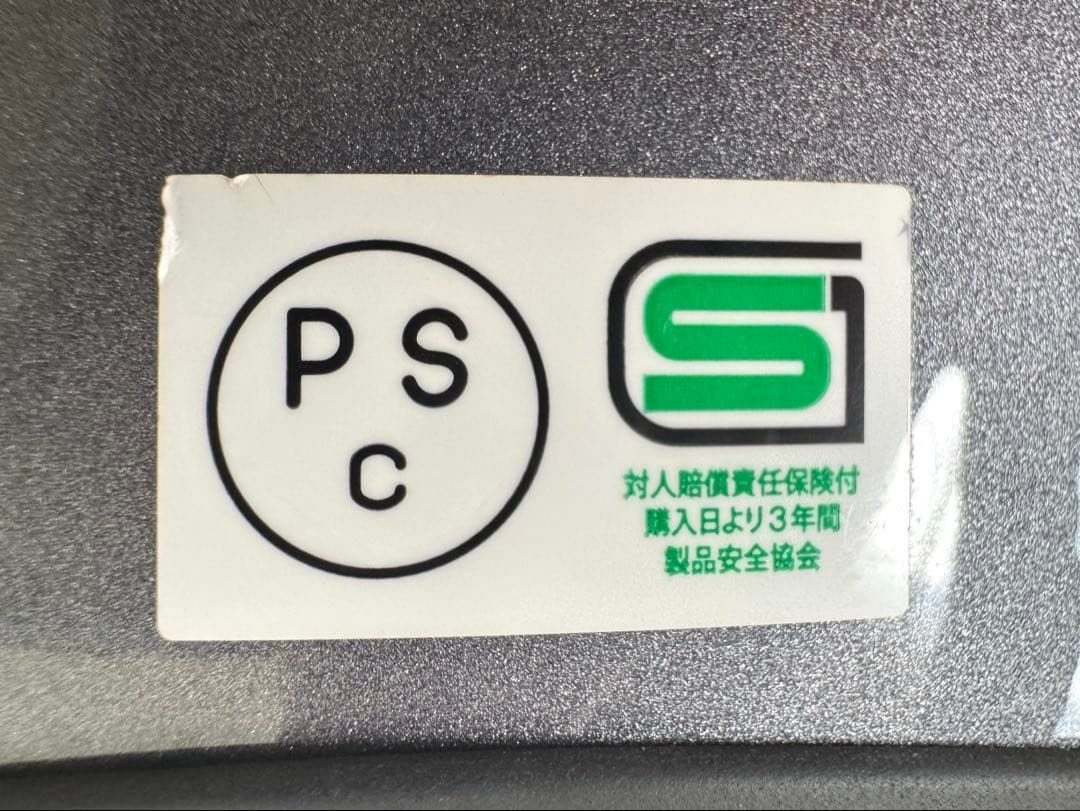 P S
C
SG
対人賠償責任保険付
購入日より3年間
製品安全協会